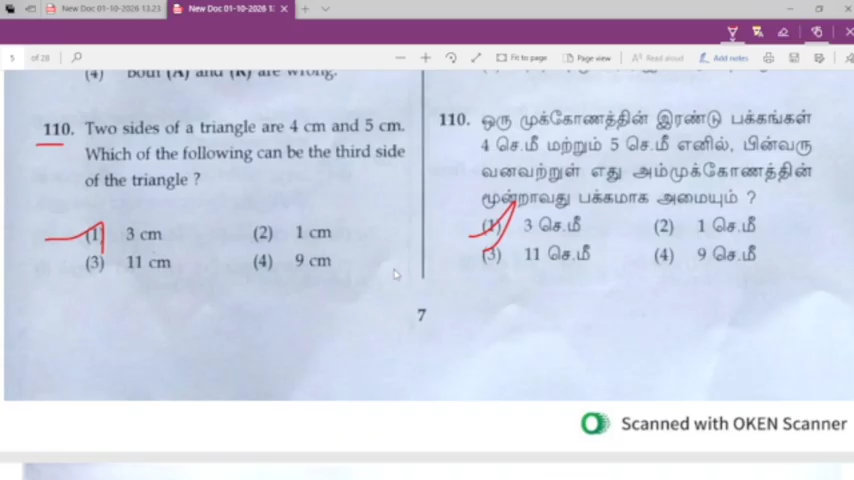 New Doc 01-10-2026 13.23
New Doc 01-10-2026 1:
5 of 28
Fit to page
Page view
Read aloud
Add notes
(4) Both (A) and (R) are wrong.
110. Two sides of a triangle are 4 cm and 5 cm.
Which of the following can be the third side
of the triangle ?
(1) 3 cm (2) 1 cm
(3) 11 cm (4) 9 cm
110. ஒரு முக்கோணத்தின் இரண்டு பக்கங்கள்
4 செ.மீ மற்றும் 5 செ.மீ எனில், பின்வரு
வனவற்றுள் எது அம்முக்கோணத்தின்
மூன்றாவது பக்கமாக அமையும் ?
(1) 3 செ.மீ (2) 1 செ.மீ
(3) 11 செ.மீ (4) 9 செ.மீ
7
Scanned with OKEN Scanner